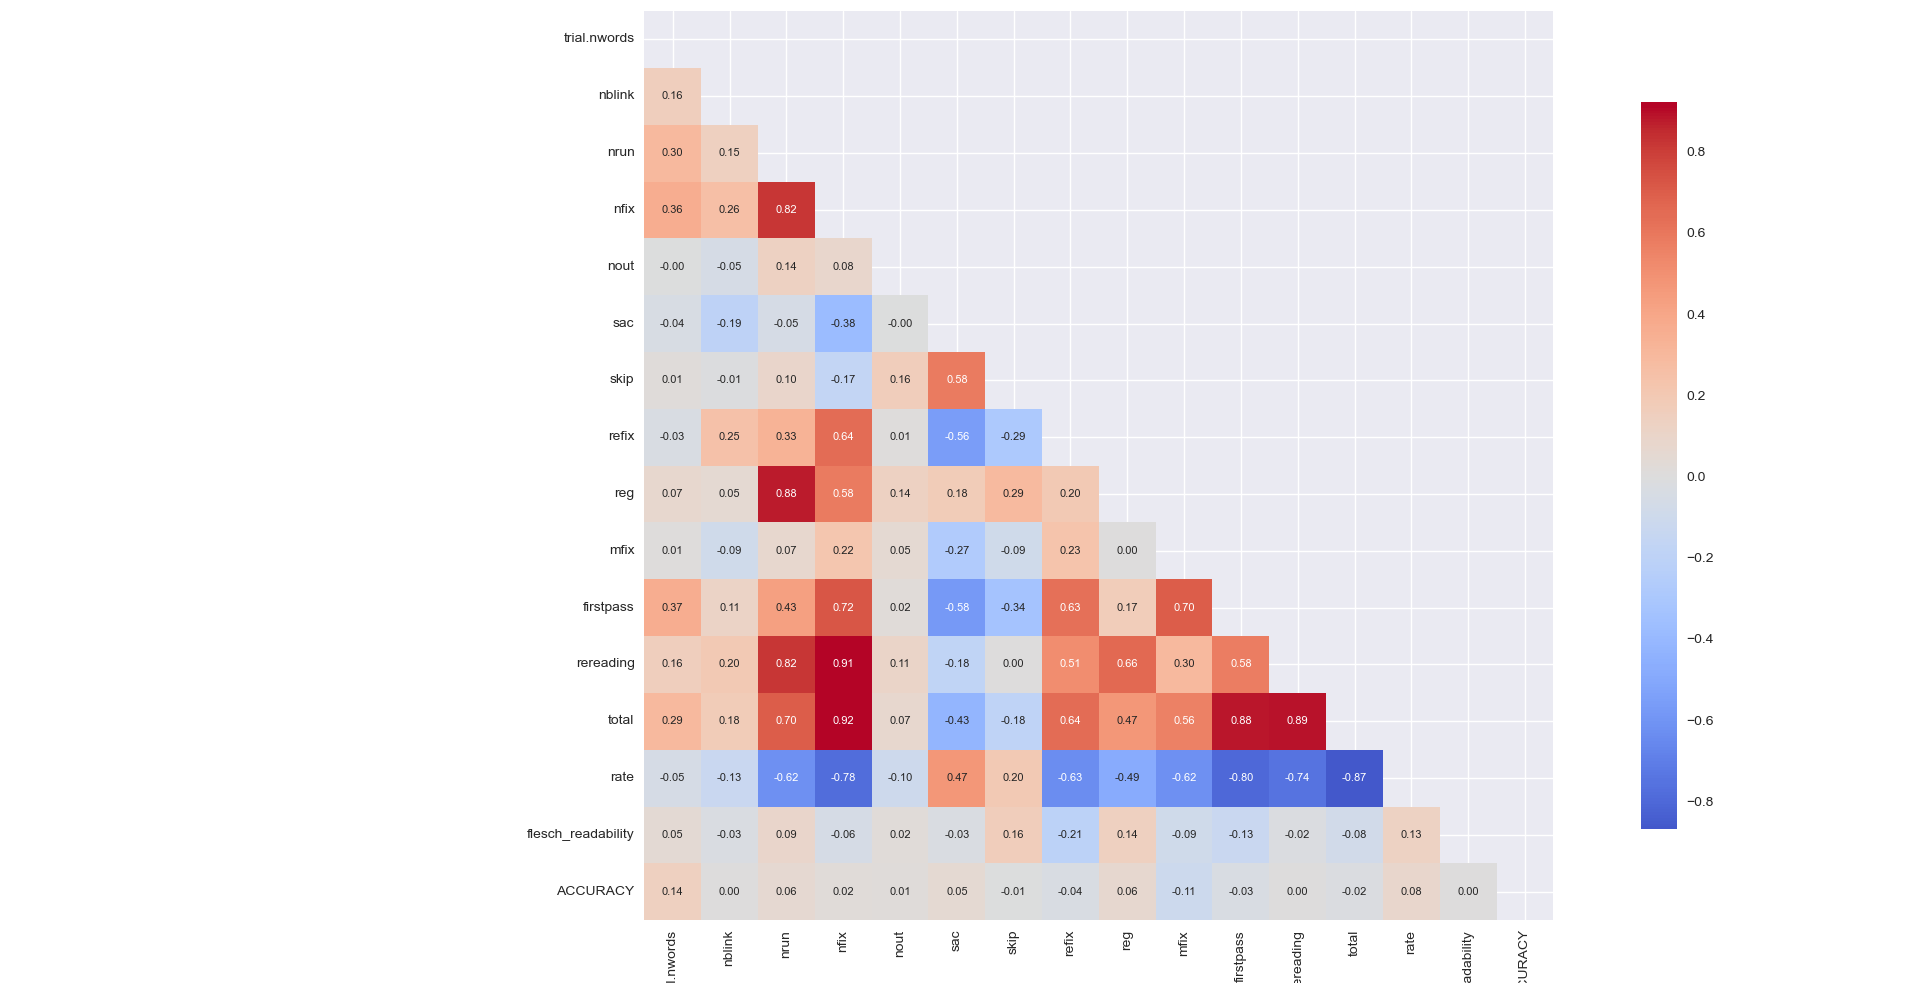 trial.nwords
nblink 0.16
nrun 0.30 0.15
nfix 0.36 0.26 0.82
nout -0.00 -0.05 0.14 0.08
sac -0.04 -0.19 -0.05 -0.38 -0.00
skip 0.01 -0.01 0.10 -0.17 0.16 0.58
refix -0.03 0.25 0.33 0.64 0.01 -0.56 -0.29
reg 0.07 0.05 0.88 0.58 0.14 0.18 0.29 0.20
mfix 0.01 -0.09 0.07 0.22 0.05 -0.27 -0.09 0.23 0.00
firstpass 0.37 0.11 0.43 0.72 0.02 -0.58 -0.34 0.63 0.17 0.70
rereading 0.16 0.20 0.82 0.91 0.11 -0.18 0.00 0.51 0.66 0.30 0.58
total 0.29 0.18 0.70 0.92 0.07 -0.43 -0.18 0.64 0.47 0.56 0.88 0.89
rate -0.05 -0.13 -0.62 -0.78 -0.10 0.47 0.20 -0.63 -0.49 -0.62 -0.80 -0.74 -0.87
flesch_readability 0.05 -0.03 0.09 -0.06 0.02 -0.03 0.16 -0.21 0.14 -0.09 -0.13 -0.02 -0.08 0.13
ACCURACY 0.14 0.00 0.06 0.02 0.01 0.05 -0.01 -0.04 0.06 -0.11 -0.03 0.00 -0.02 0.08 0.00
l.nwords nblink nrun nfix nout sac skip refix reg mfix firstpass ereading total rate adability CURACY
0.8
0.6
0.4
0.2
0.0
−0.2
−0.4
−0.6
−0.8